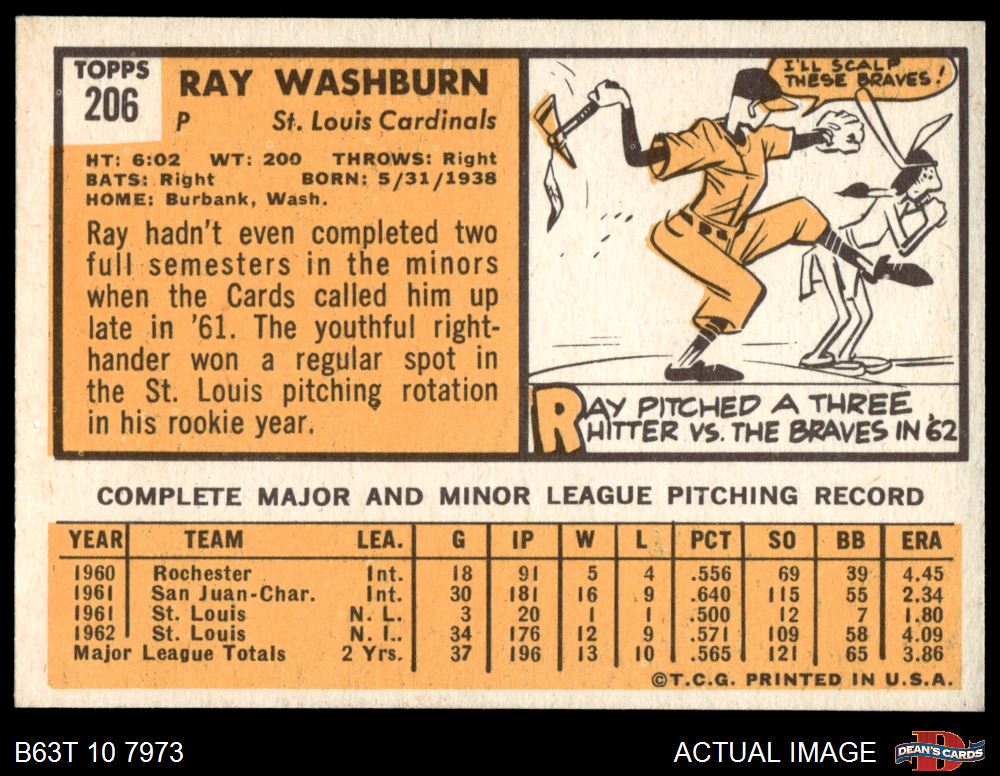 TOPPS
206
RAY WASHBURN
P St. Louis Cardinals
HT: 6:02 WT: 200 THROWS: Right
BATS: Right BORN: 5/31/1938
HOME: Burbank, Wash.
Ray hadn't even completed two
full semesters in the minors
when the Cards called him up
late in '61. The youthful right-
hander won a regular spot in
the St. Louis pitching rotation
in his rookie year.
I'LL SCALP
THESE BRAVES!
RAY PITCHED A THREE
HITTER VS. THE BRAVES IN '62
COMPLETE MAJOR AND MINOR LEAGUE PITCHING RECORD
YEAR TEAM LEA. G IP W L PCT SO BB ERA
1960 Rochester Int. 18 91 5 4 .556 69 39 4.45
1961 San Juan-Char. Int. 30 181 16 9 .640 115 55 2.34
1961 St. Louis N. L. 3 20 1 1 .500 12 7 1.80
1962 St. Louis N. L. 34 176 12 9 .571 109 58 4.09
Major League Totals 2 Yrs. 37 196 13 10 .565 121 65 3.86
©T.C.G. PRINTED IN U.S.A.
B63T 10 7973 ACTUAL IMAGE DEAN'S CARDS